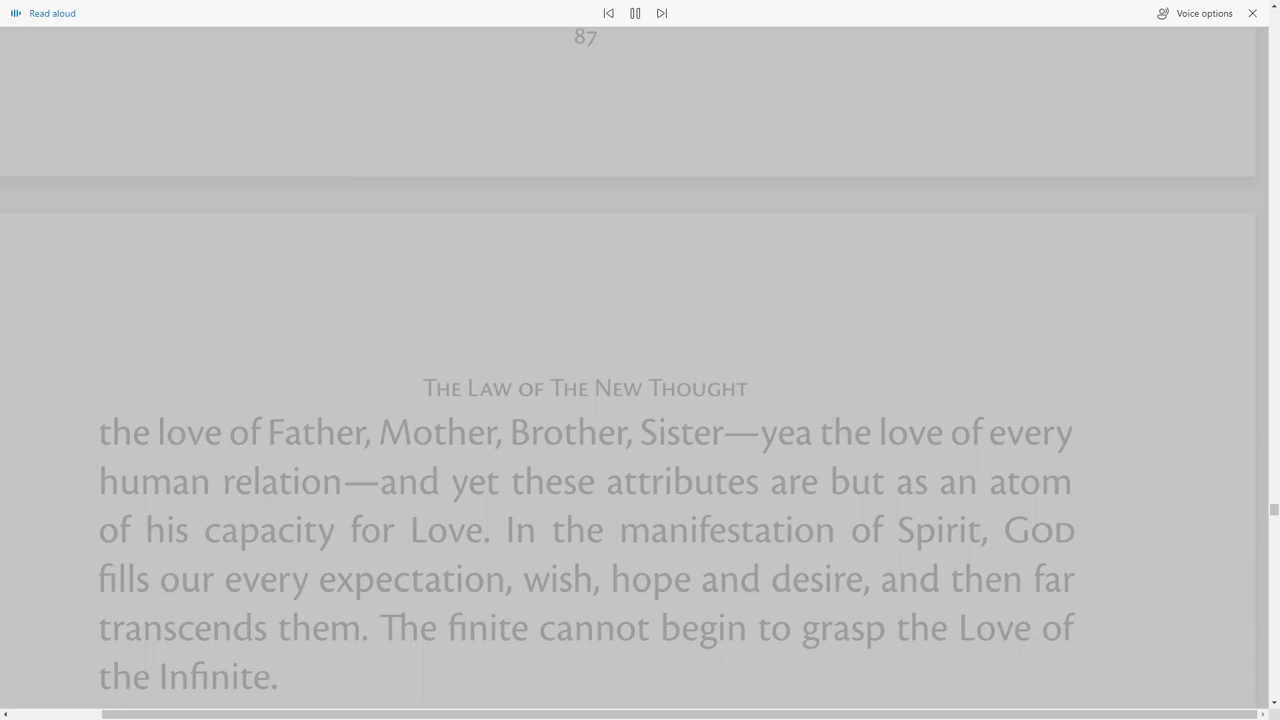 Read aloud
Voice options
87
The Law of The New Thought
the love of Father, Mother, Brother, Sister—yea the love of every
human relation—and yet these attributes are but as an atom
of his capacity for Love. In the manifestation of Spirit, God
fills our every expectation, wish, hope and desire, and then far
transcends them. The finite cannot begin to grasp the Love of
the Infinite.